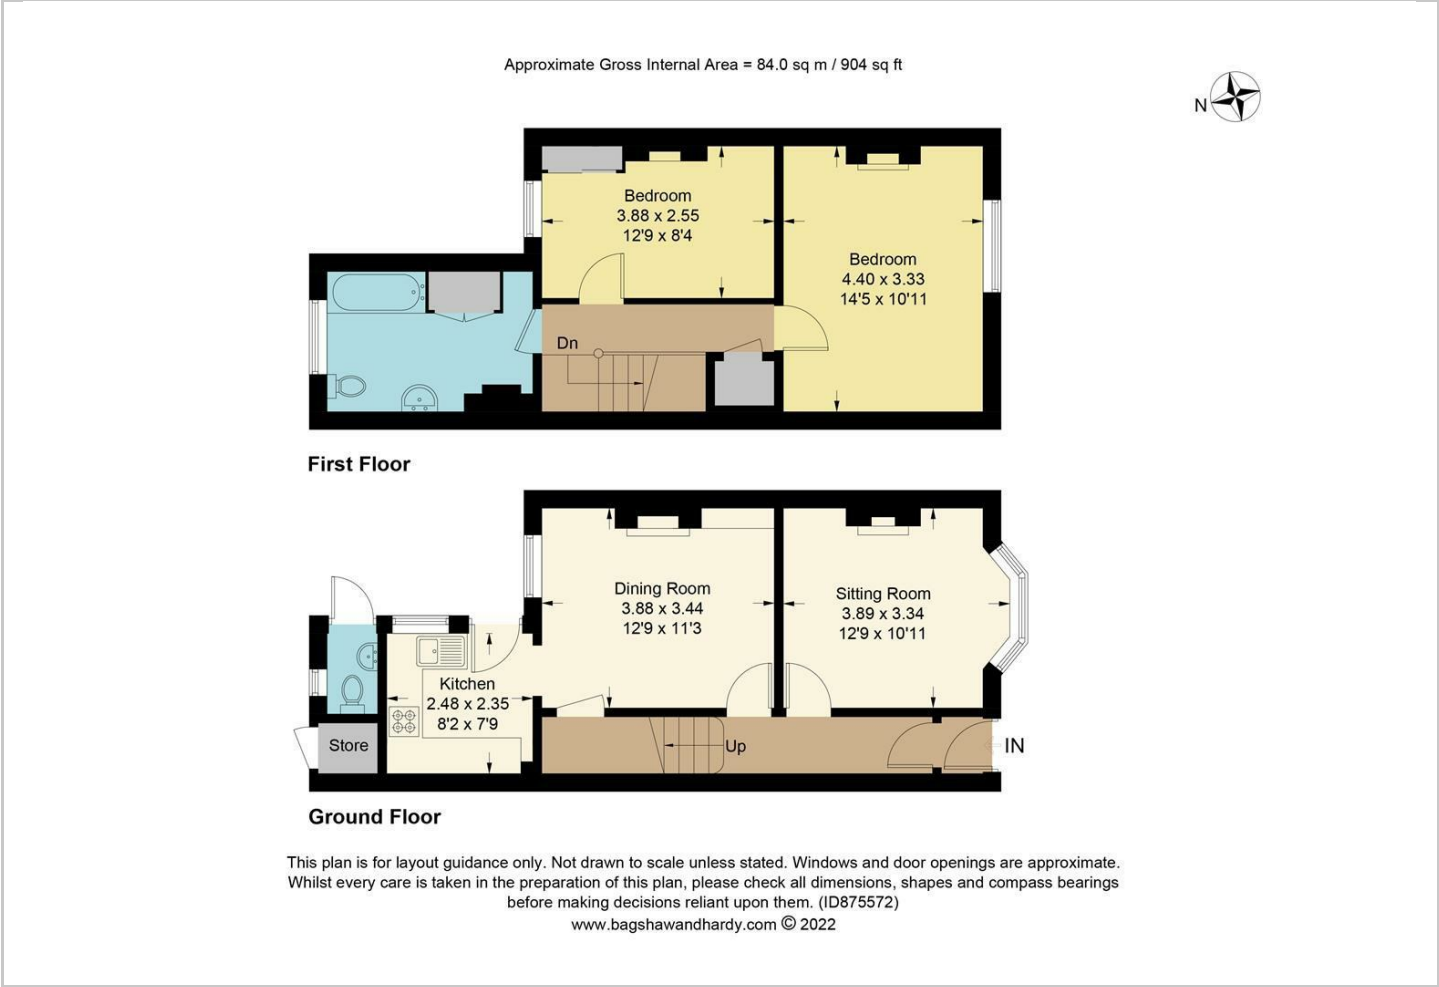 Approximate Gross Internal Area = 84.0 sq m / 904 sq ft
N
Bedroom
3.88 x 2.55
12'9 x 8'4
Bedroom
4.40 x 3.33
14'5 x 10'11
Dn
First Floor
Dining Room
3.88 x 3.44
12'9 x 11'3
Sitting Room
3.89 x 3.34
12'9 x 10'11
Kitchen
2.48 x 2.35
8'2 x 7'9
Store
Up
IN
Ground Floor
This plan is for layout guidance only. Not drawn to scale unless stated. Windows and door openings are approximate.
Whilst every care is taken in the preparation of this plan, please check all dimensions, shapes and compass bearings
before making decisions reliant upon them. (ID875572)
www.bagshawandhardy.com © 2022